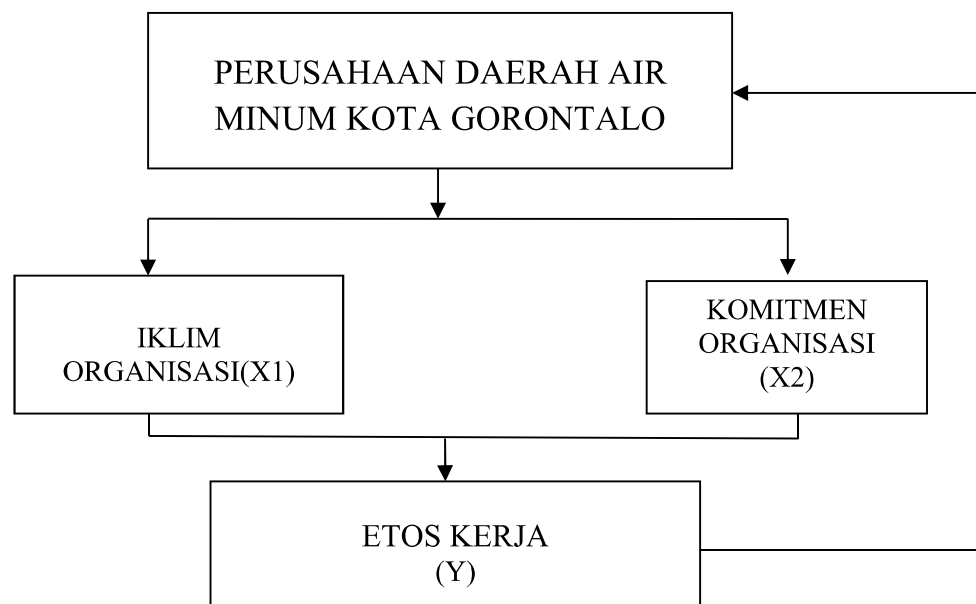 PERUSAHAAN DAERAH AIR
MINUM KOTA GORONTALO
IKLIM
ORGANISASI(X1)
KOMITMEN
ORGANISASI
(X2)
ETOS KERJA
(Y)